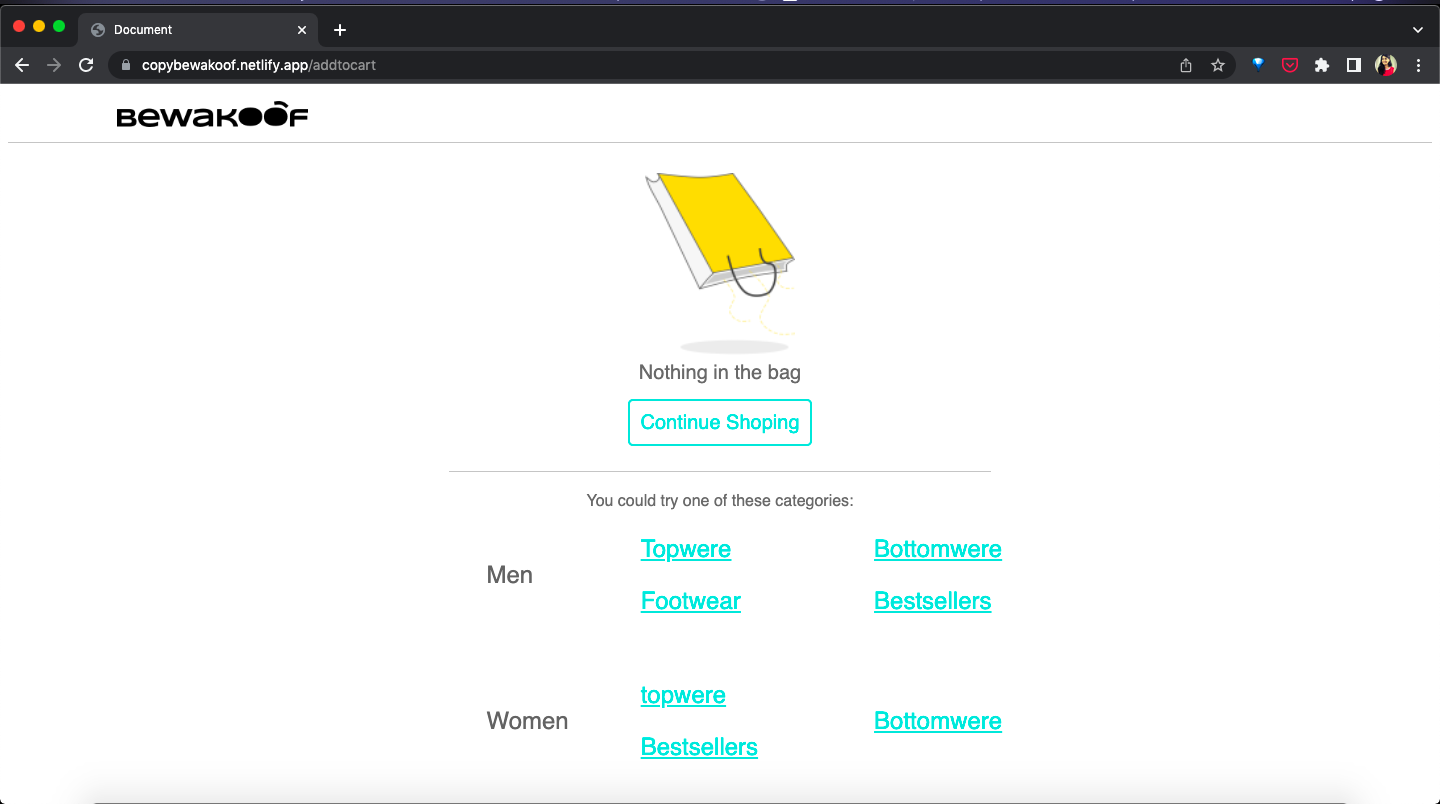 Document
copybewakoof.netlify.app/addtocart
BEWAKOOF
Nothing in the bag
Continue Shoping
You could try one of these categories:
Men
Topwere
Bottomwere
Footwear
Bestsellers
Women
topwere
Bottomwere
Bestsellers